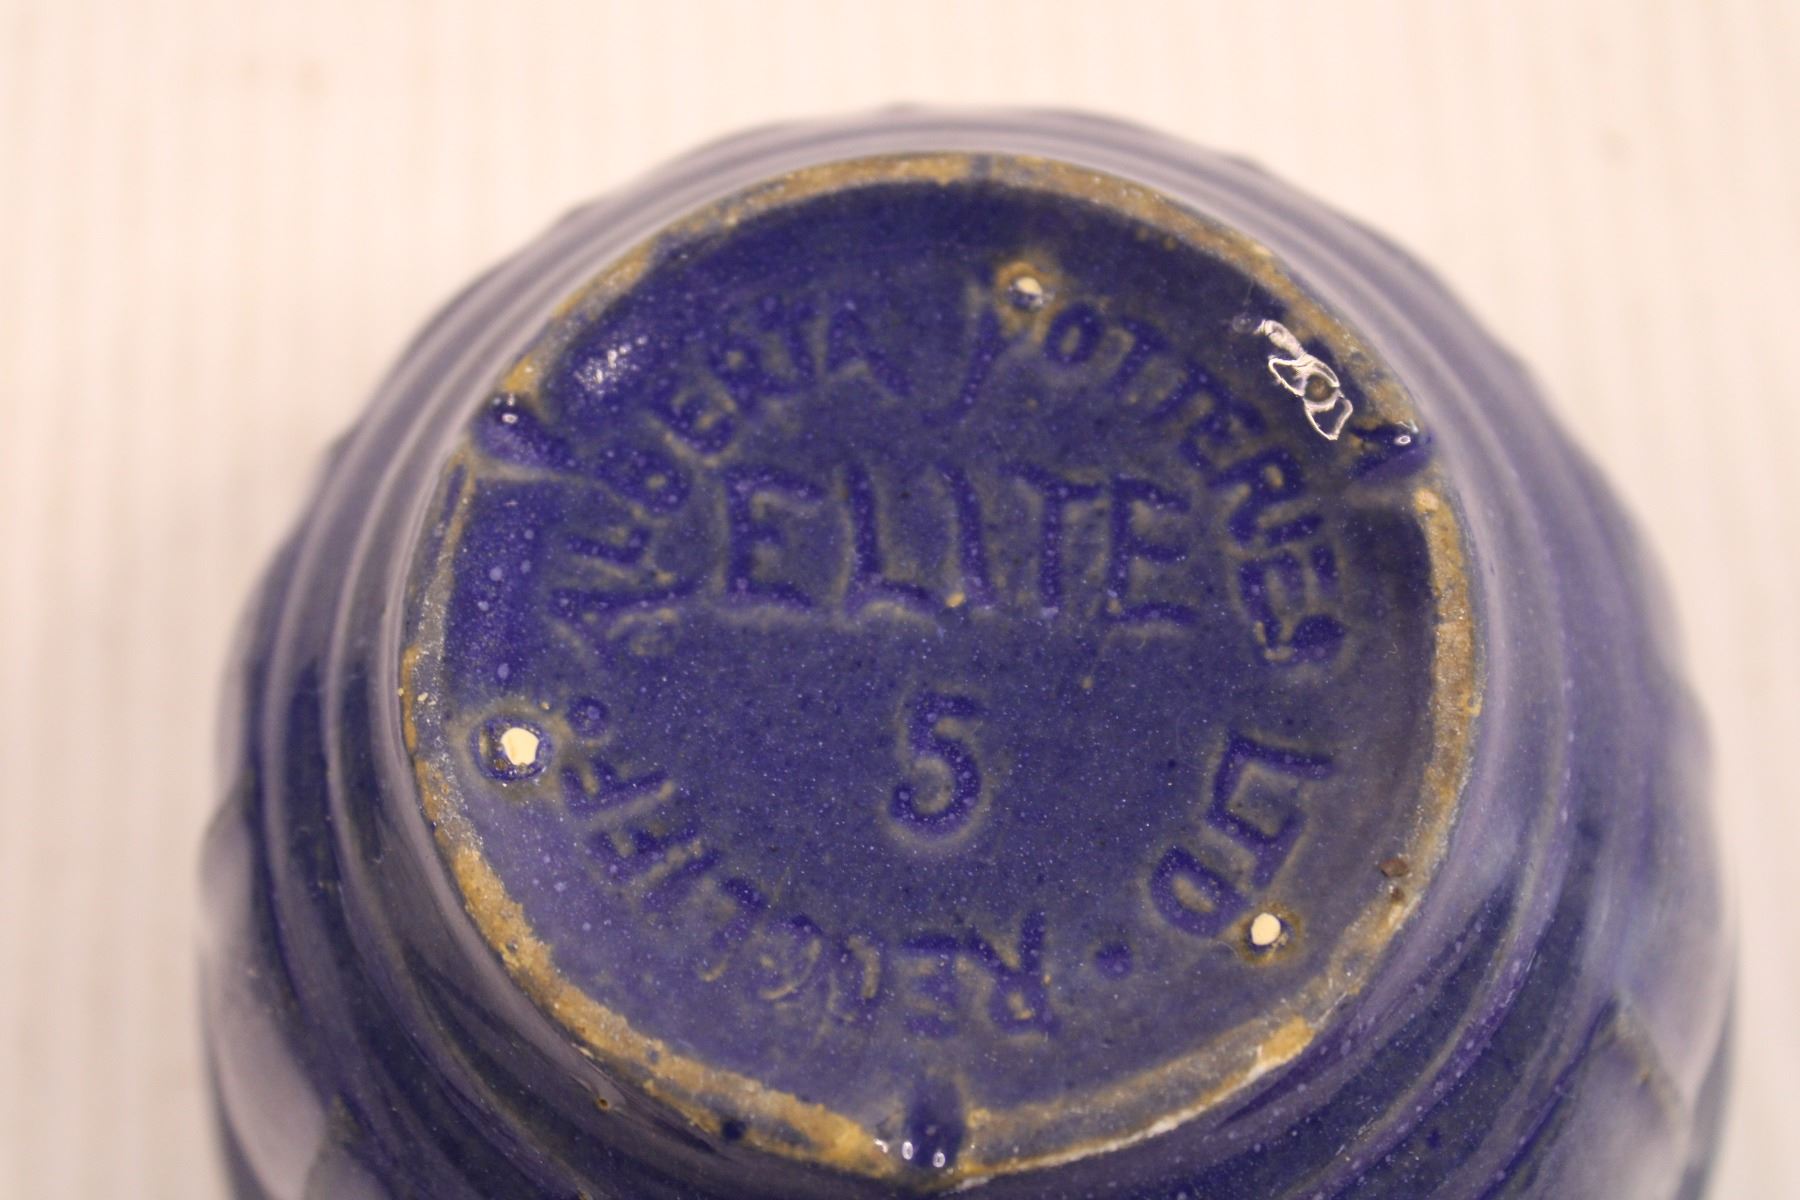 ALBERTA POTTERIES LTD · REDCLIFF.
ELITE
5